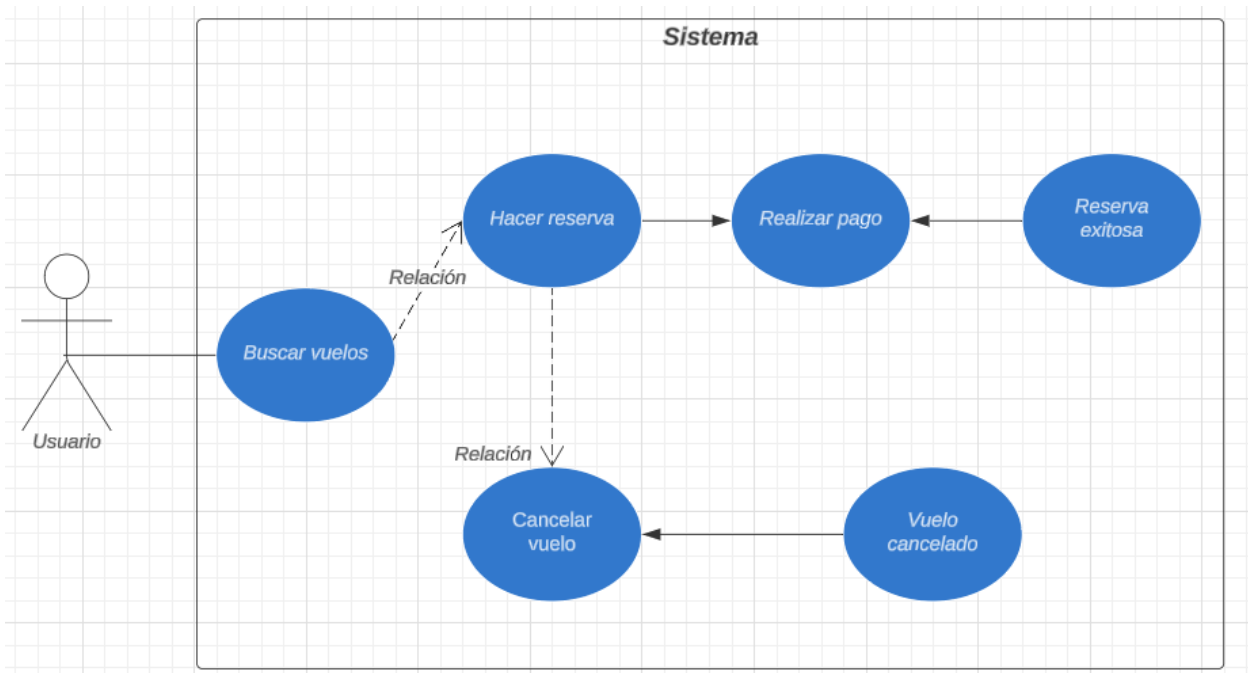 Sistema
Hacer reserva
Realizar pago
Reserva
exitosa
Relación
Buscar vuelos
Usuario
Relación
Cancelar
vuelo
Vuelo
cancelado